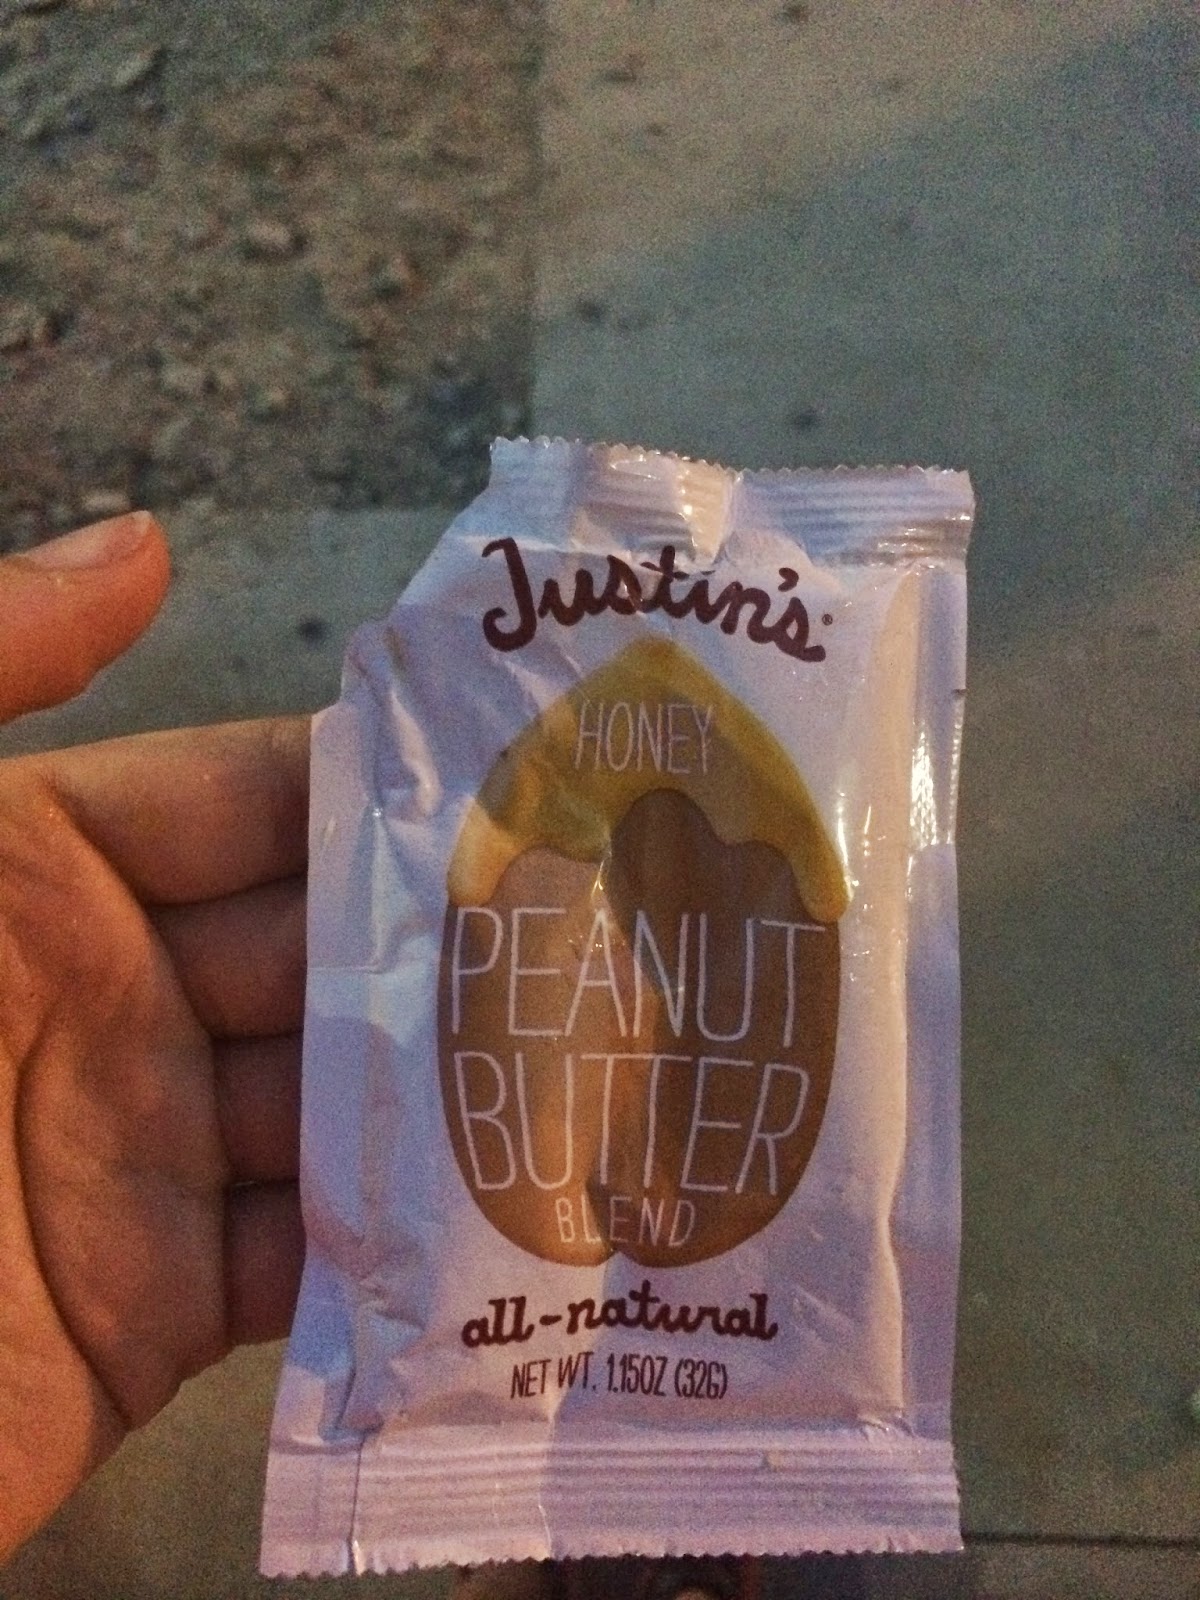 Justin's®
HONEY
PEANUT
BUTTER
BLEND
all-natural
NET WT. 1.15OZ (32G)